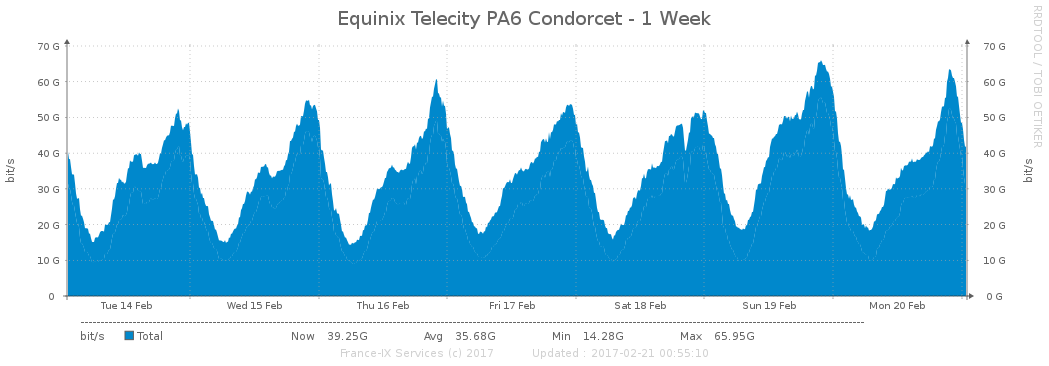 Equinix Telecity PA6 Condorcet - 1 Week
RRDTOOL / TOBI OETIKER
bit/s
70 G 70 G
60 G 60 G
50 G 50 G
40 G 40 G
30 G 30 G
20 G 20 G
10 G 10 G
0 0 G
bit/s
Tue 14 Feb Wed 15 Feb Thu 16 Feb Fri 17 Feb Sat 18 Feb Sun 19 Feb Mon 20 Feb
bit/s Total Now 39.25G Avg 35.68G Min 14.28G Max 65.95G
France-IX Services (c) 2017 Updated : 2017-02-21 00:55:10